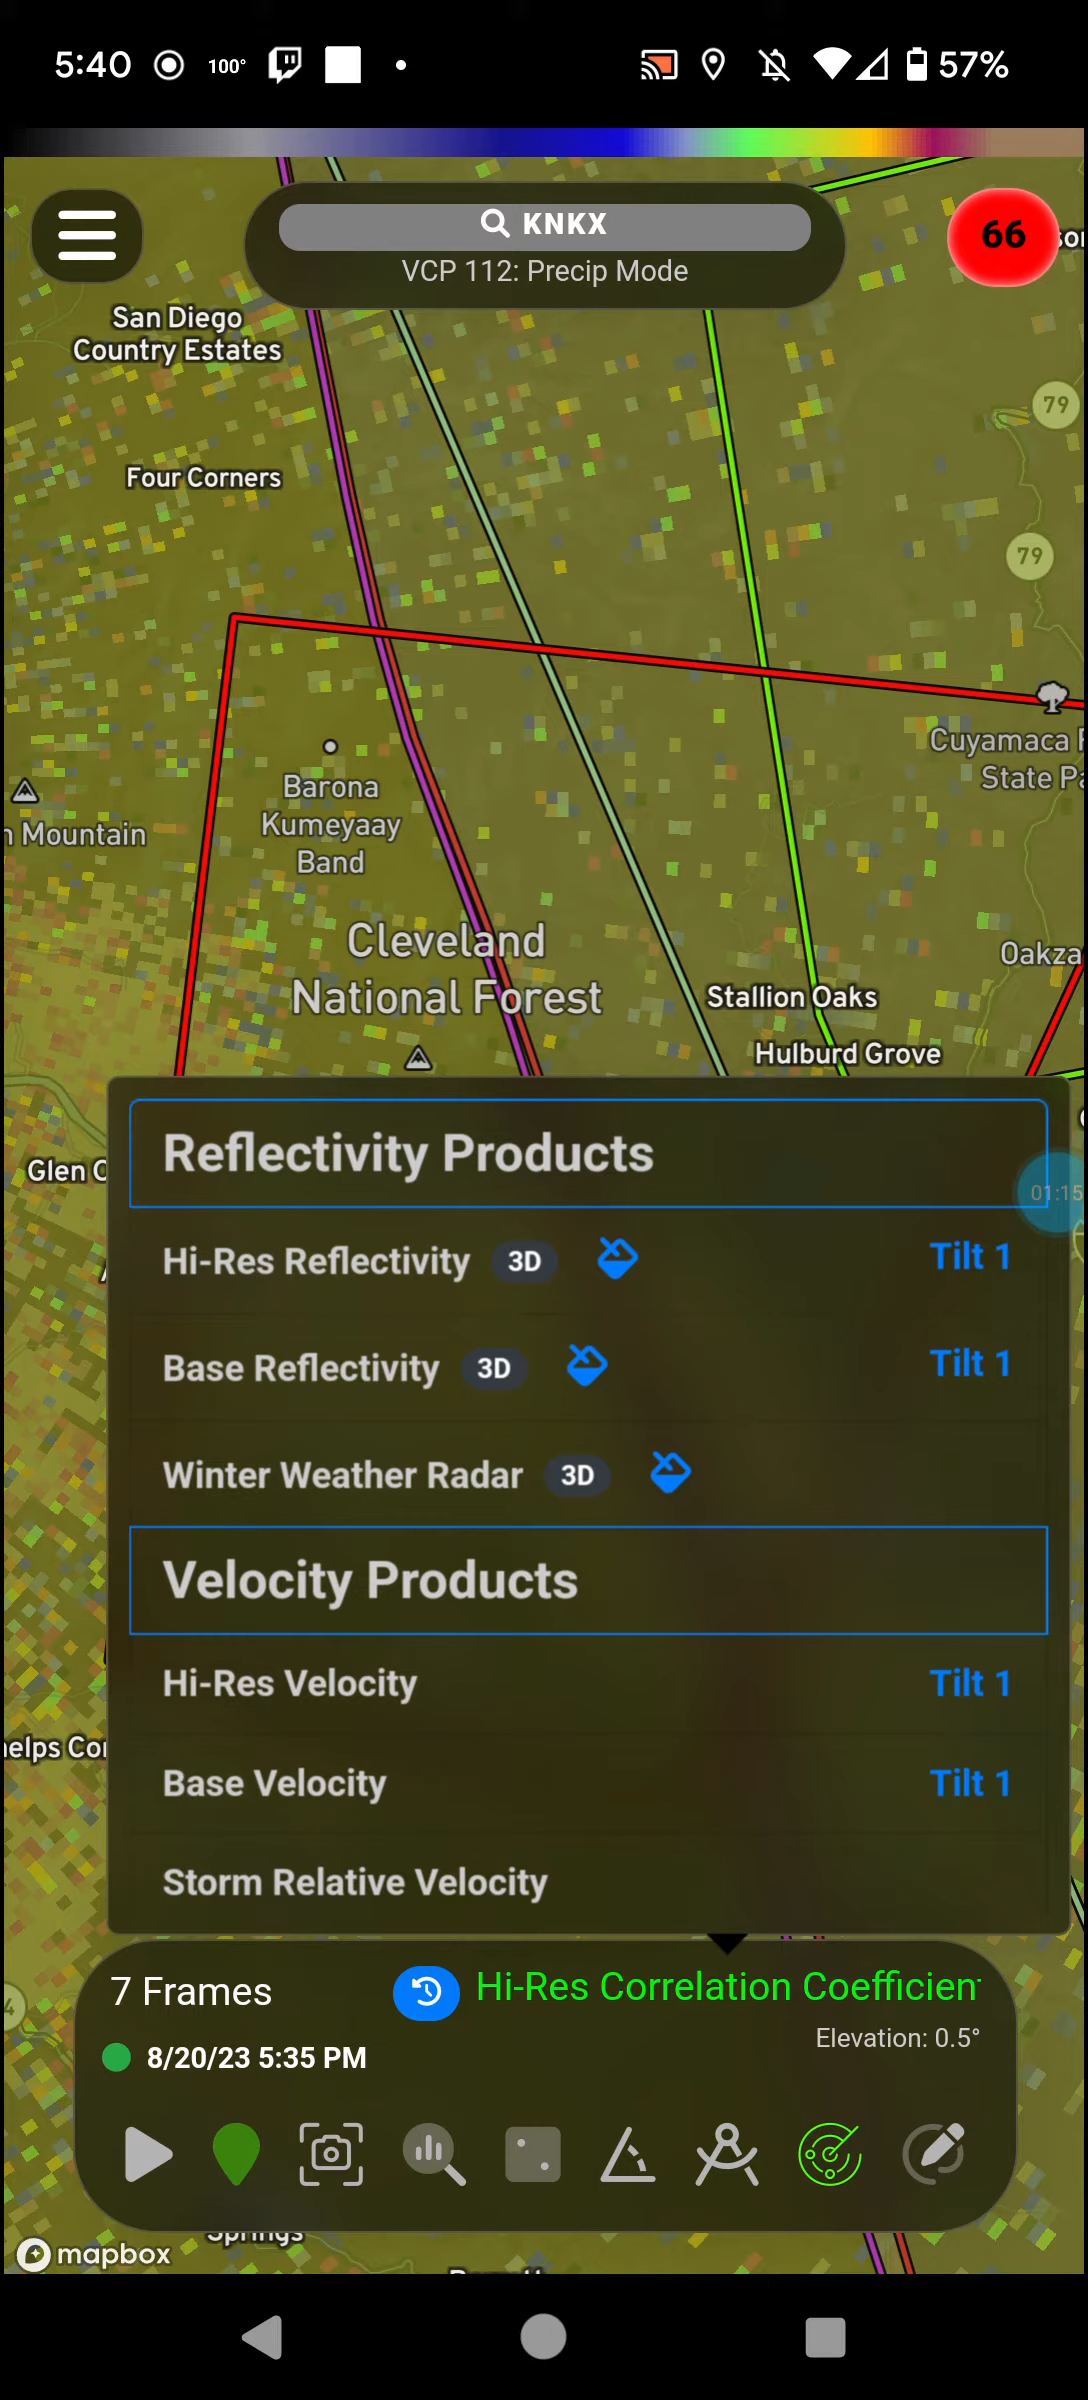 5:40 100° 57%
KNKX
VCP 112: Precip Mode
66
San Diego
Country Estates
79
Four Corners
79
Cuyamaca
State
Barona
Kumeyaay
Band
Mountain
Cleveland
National Forest
Stallion Oaks
Hulburd Grove
Glen
Reflectivity Products
01:15
Hi-Res Reflectivity 3D Tilt 1
Base Reflectivity 3D Tilt 1
Winter Weather Radar 3D
Velocity Products
Hi-Res Velocity Tilt 1
Base Velocity Tilt 1
Storm Relative Velocity
7 Frames
Hi-Res Correlation Coefficien
Elevation: 0.5°
8/20/23 5:35 PM
Springs
mapbox